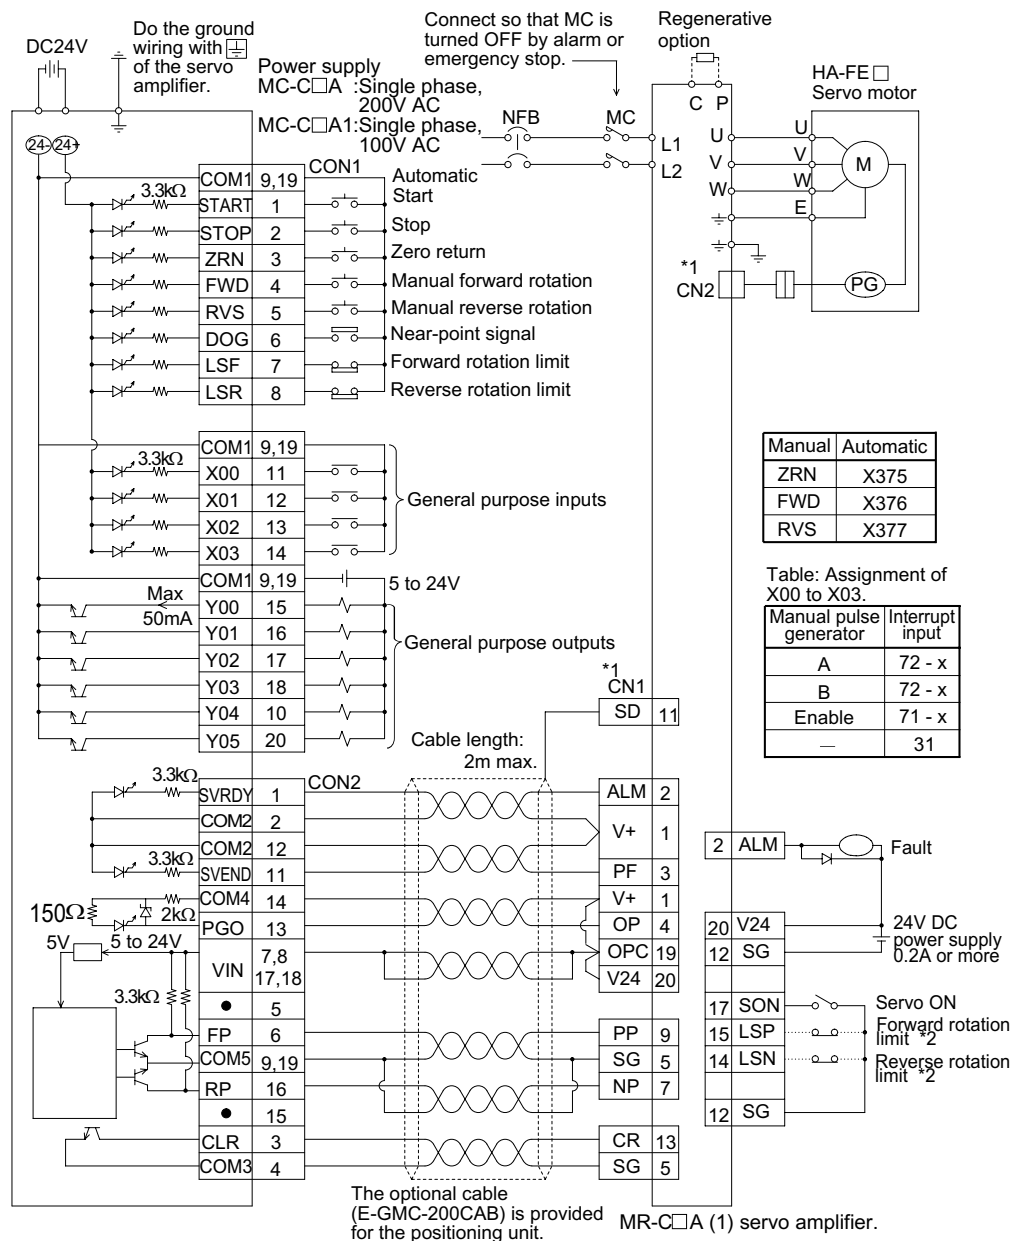 Connect so that MC is
turned OFF by alarm or
emergency stop.
Regenerative
option
DC24V
Do the ground
wiring with
of the servo
amplifier.
Power supply
MC-C□A :Single phase,
200V AC
MC-C□A1:Single phase,
100V AC
NFB
MC
C P
HA-FE □
Servo motor
L1
L2
U
V
W
U
V
W
E
M
*1
CN2
PG
24- 24+
CON1
COM1 9,19
3.3kΩ START 1 Automatic
Start
STOP 2 Stop
ZRN 3 Zero return
FWD 4 Manual forward rotation
RVS 5 Manual reverse rotation
DOG 6 Near-point signal
LSF 7 Forward rotation limit
LSR 8 Reverse rotation limit
COM1 9,19
3.3kΩ X00 11
X01 12 General purpose inputs
X02 13
X03 14
COM1 9,19 5 to 24V
Max
50mA
Y00 15
Y01 16
Y02 17 General purpose outputs
Y03 18
Y04 10
Y05 20
Manual Automatic
ZRN X375
FWD X376
RVS X377
Table: Assignment of
X00 to X03.
Manual pulse
generator
Interrupt
input
A 72 - x
B 72 - x
Enable 71 - x
— 31
*1
CN1
SD 11
Cable length:
2m max.
CON2
3.3kΩ SVRDY 1
COM2 2
COM2 12
3.3kΩ SVEND 11
COM4 14
150Ω 2kΩ PGO 13
5V 5 to 24V VIN 7,8
17,18
3.3kΩ ● 5
FP 6
COM5 9,19
RP 16
● 15
CLR 3
COM3 4
ALM 2
V+ 1
PF 3
V+ 1
OP 4
OPC 19
V24 20
PP 9
SG 5
NP 7
CR 13
SG 5
2 ALM Fault
20 V24
12 SG
24V DC
power supply
0.2A or more
17 SON Servo ON
15 LSP Forward rotation
limit *2
14 LSN Reverse rotation
limit *2
12 SG
The optional cable
(E-GMC-200CAB) is provided
for the positioning unit.
MR-C□A (1) servo amplifier.